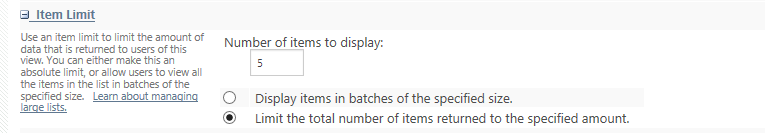 Item Limit
Use an item limit to limit the amount of
data that is returned to users of this
view. You can either make this an
absolute limit, or allow users to view all
the items in the list in batches of the
specified size. Learn about managing
large lists.
Number of items to display:
5
Display items in batches of the specified size.
Limit the total number of items returned to the specified amount.